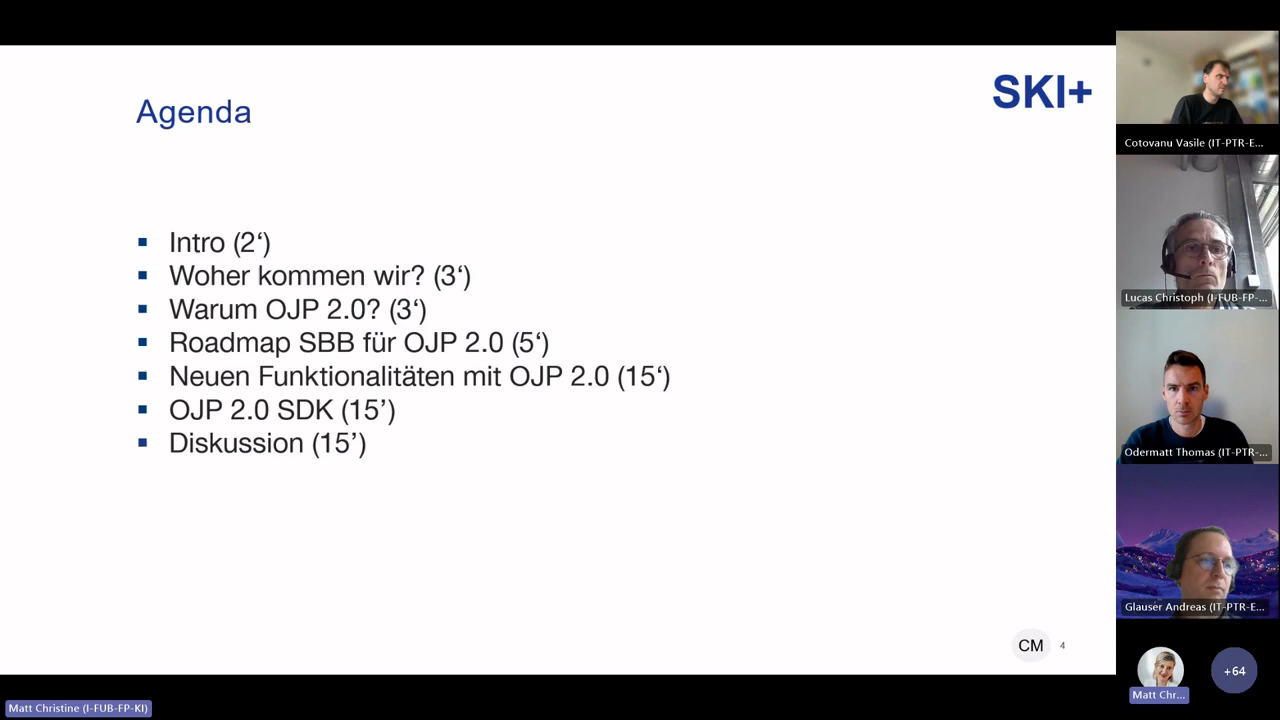 SKI+
Agenda
Intro (2‘)
Woher kommen wir? (3‘)
Warum OJP 2.0? (3‘)
Roadmap SBB für OJP 2.0 (5‘)
Neuen Funktionalitäten mit OJP 2.0 (15‘)
OJP 2.0 SDK (15’)
Diskussion (15’)
CM 4
Cotovanu Vasile (IT-PTR-E...
Lucas Christoph (I-FUB-FP-...
Odermatt Thomas (IT-PTR-...
Glauser Andreas (IT-PTR-E...
Matt Chr...
+64
Matt Christine (I-FUB-FP-KI)